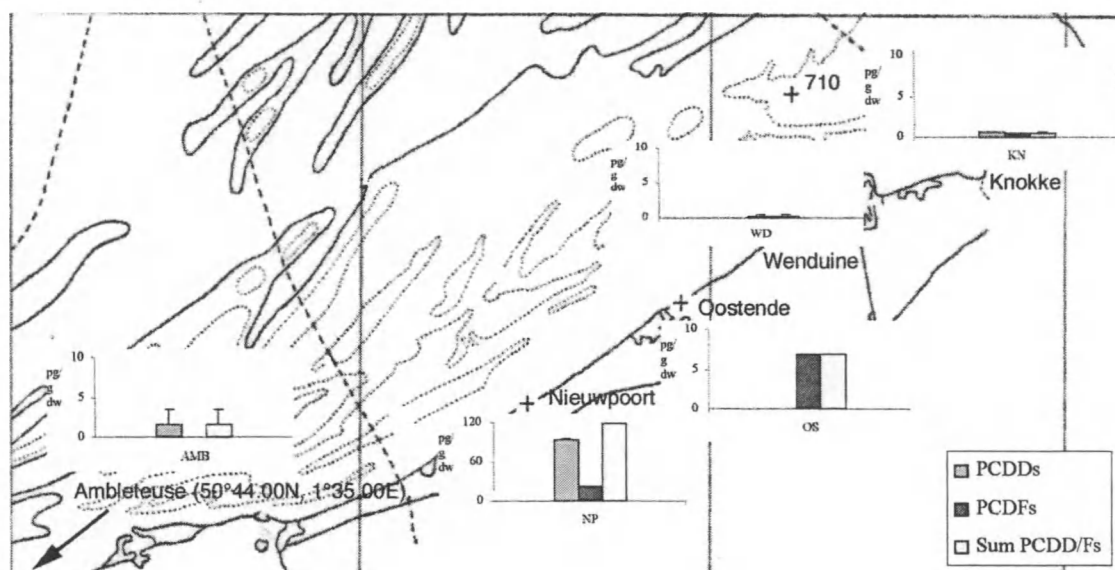 10
pg/
g
dw
5
0
KN
710
Knokke
10
pg/
g
dw
5
0
WD
Wenduine
Oostende
10
pg/
g
dw
5
0
OS
10
pg/
g
dw
5
0
AMB
Ambleteuse (50°44.00N, 1°35.00E)
Nieuwpoort
120
pg/
g
dw
60
0
NP
PCDDs
PCDFs
Sum PCDD/Fs